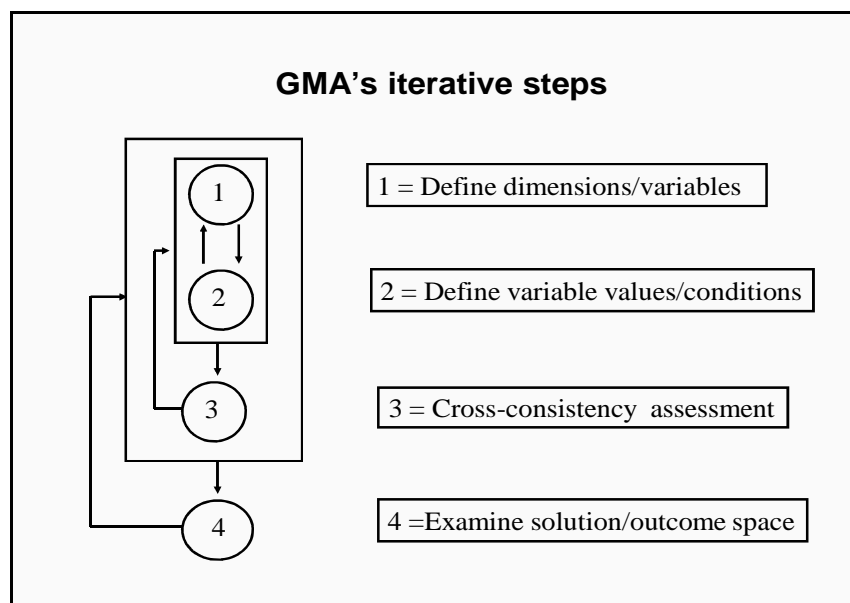 GMA's iterative steps
1
1 = Define dimensions/variables
2
2 = Define variable values/conditions
3
3 = Cross-consistency assessment
4
4 =Examine solution/outcome space